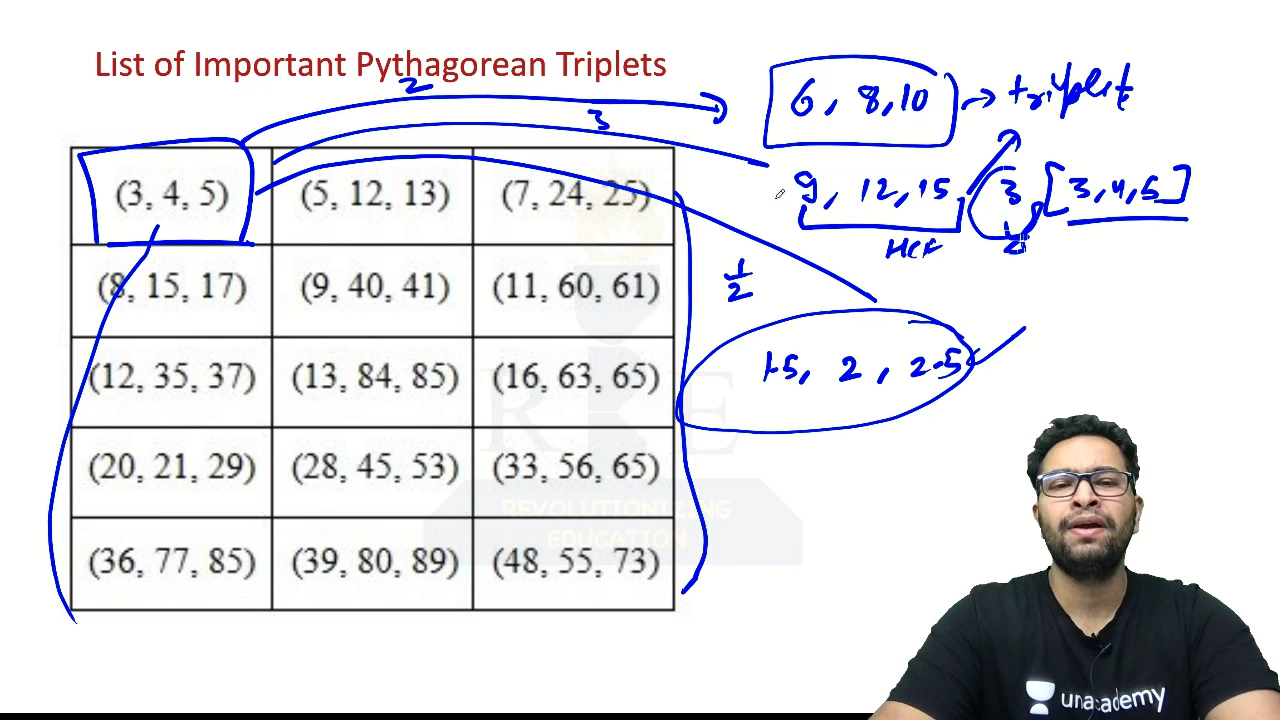 List of Important Pythagorean Triplets
2
6, 8, 10 → triplet
3
(3, 4, 5) (5, 12, 13) (7, 24, 25)
9, 12, 15 3 [3, 4, 5]
HCF
(8, 15, 17) (9, 40, 41) (11, 60, 61)
1/2
(12, 35, 37) (13, 84, 85) (16, 63, 65)
1.5, 2, 2.5
RKE
(20, 21, 29) (28, 45, 53) (33, 56, 65)
REVOLUTIONIZING
EDUCATION
(36, 77, 85) (39, 80, 89) (48, 55, 73)
unacademy